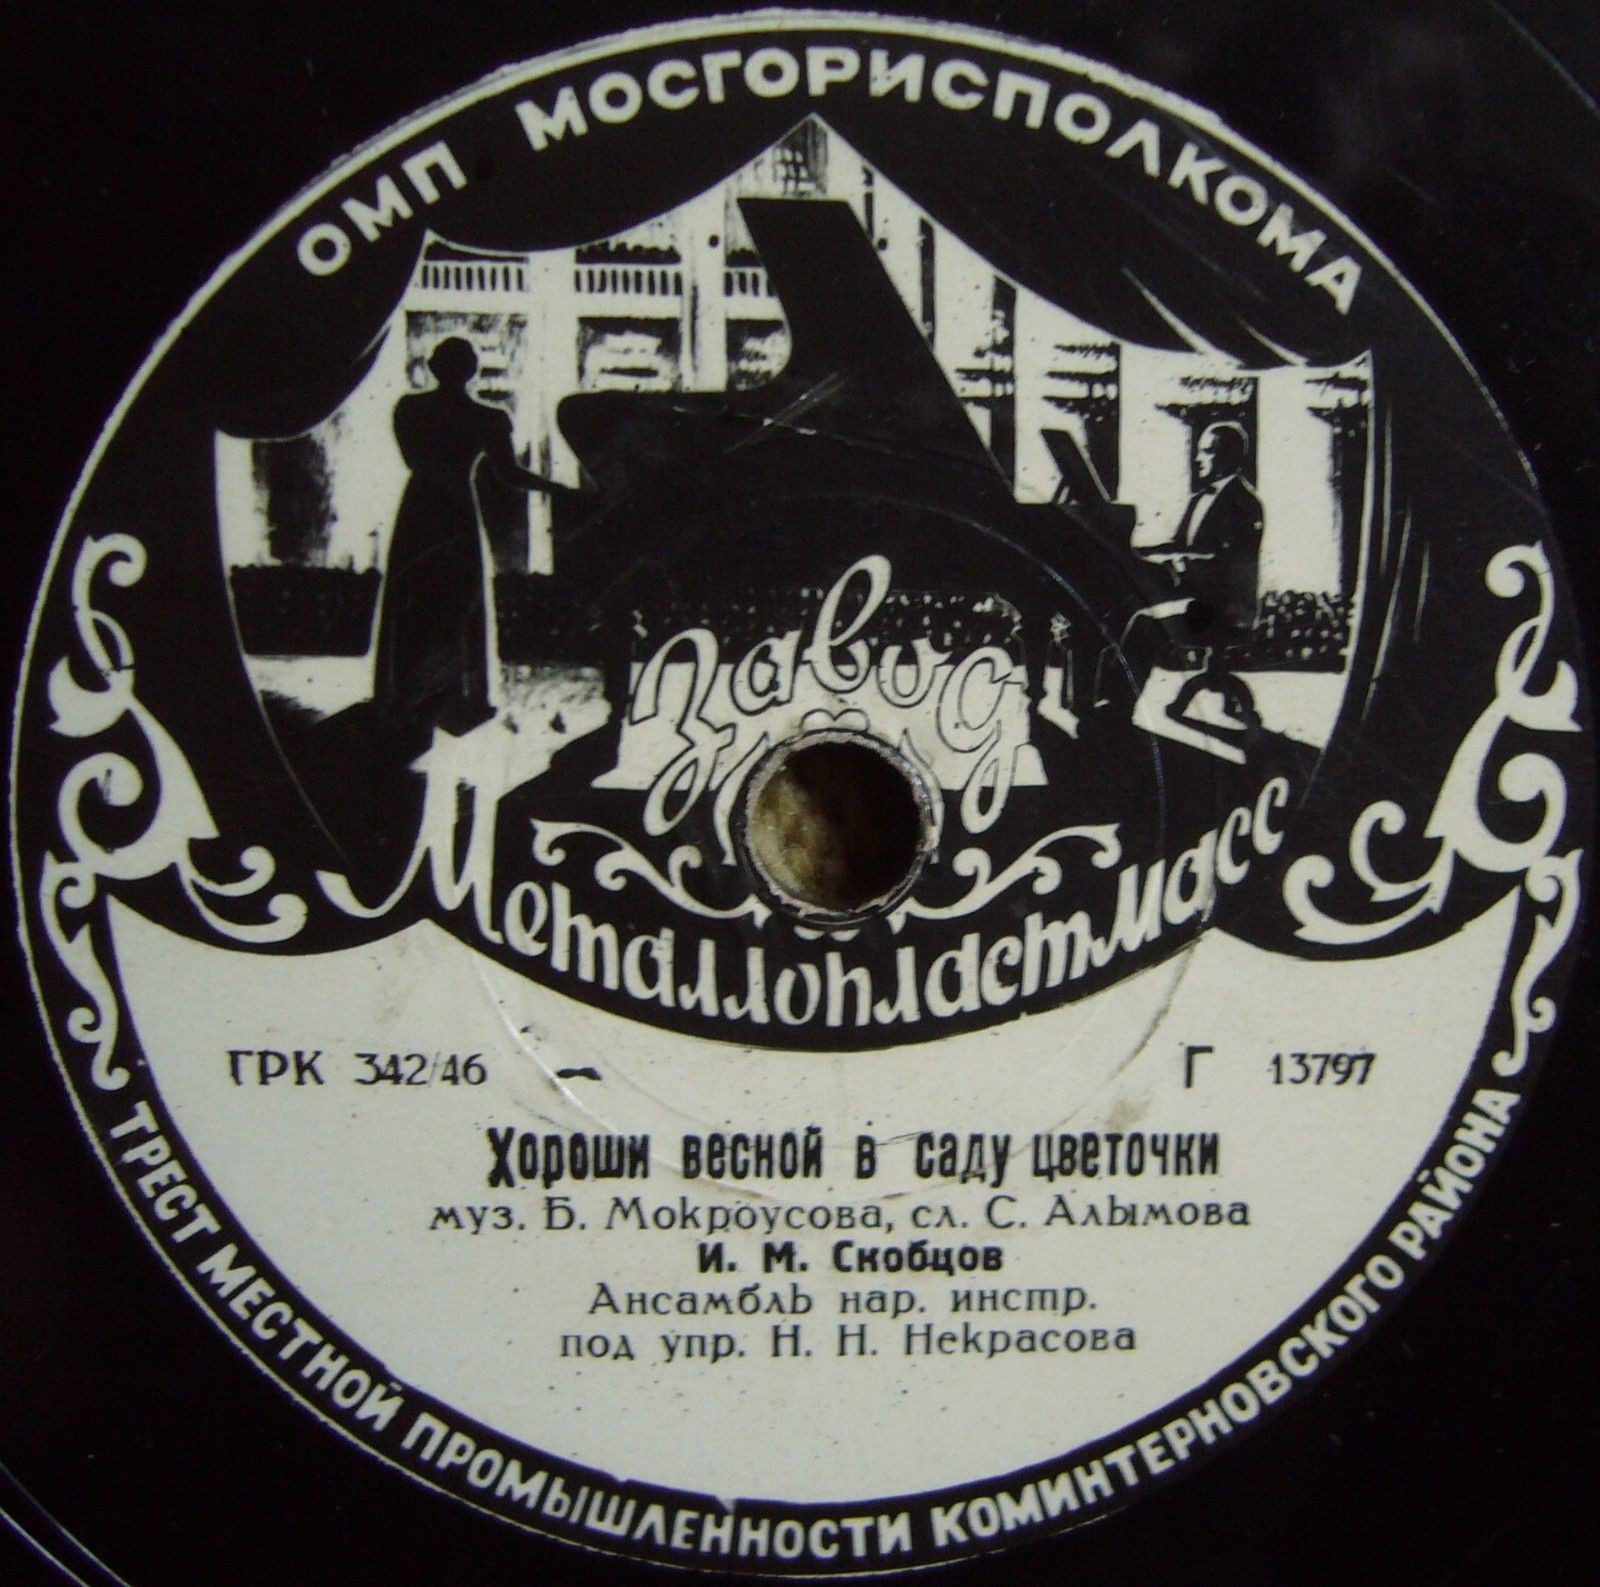 ОМП МОСГОРИСПОЛКОМА
Завод
Металлопластмасс
ГРК 342/46 – Г 13797
Хороши весной в саду цветочки
муз. Б. Мокроусова, сл. С. Алымова
И. М. Скобцов
Ансамбль нар. инстр.
под упр. Н. Н. Некрасова
ТРЕСТ МЕСТНОЙ ПРОМЫШЛЕННОСТИ КОМИНТЕРНОВСКОГО РАЙОНА